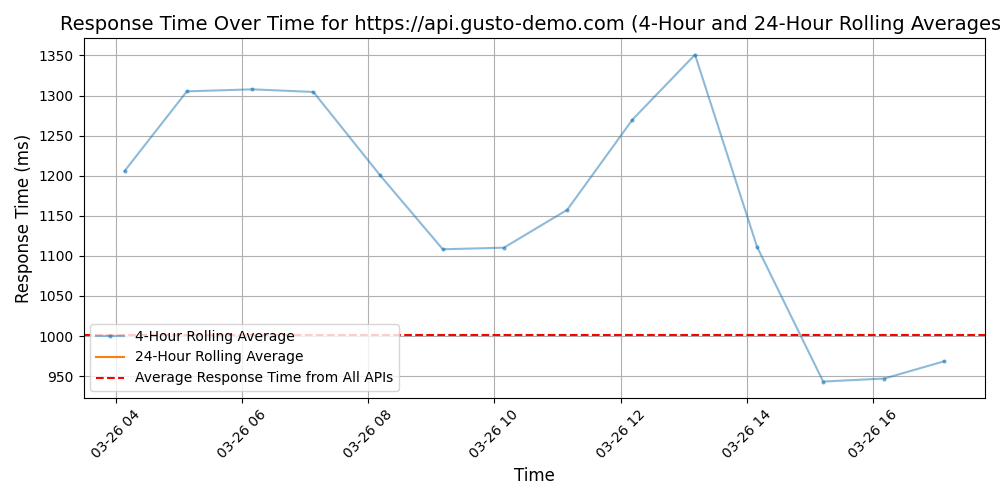 Response Time Over Time for https://api.gusto-demo.com (4-Hour and 24-Hour Rolling Averages
Response Time (ms)
1350
1300
1250
1200
1150
1100
1050
1000
950
4-Hour Rolling Average
24-Hour Rolling Average
Average Response Time from All APIs
03-26 04
03-26 06
03-26 08
03-26 10
03-26 12
03-26 14
03-26 16
Time